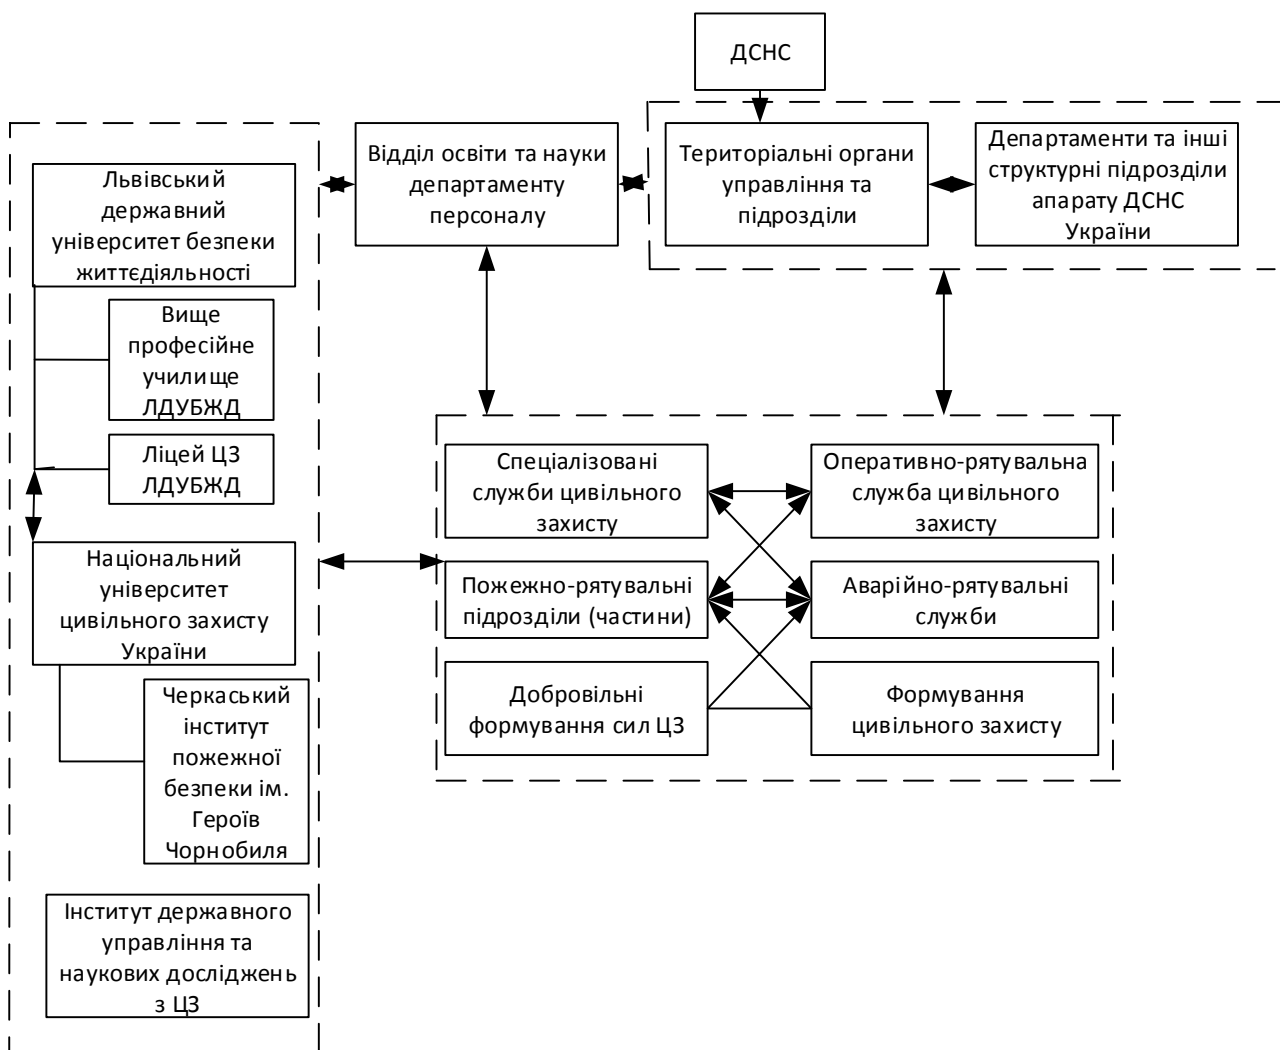 ДСНС
Відділ освіти та науки
департаменту
персоналу
Територіальні органи
управління та
підрозділи
Департаменти та інші
структурні підрозділи
апарату ДСНС
України
Львівський
державний
університет безпеки
життєдіяльності
Вище
професійне
училище
ЛДУБЖД
Ліцей ЦЗ
ЛДУБЖД
Національний
університет
цивільного захисту
України
Черкаський
інститут
пожежної
безпеки ім.
Героїв
Чорнобиля
Інститут державного
управління та
наукових досліджень
з ЦЗ
Спеціалізовані
служби цивільного
захисту
Оперативно-рятувальна
служба цивільного
захисту
Пожежно-рятувальні
підрозділи (частини)
Аварійно-рятувальні
служби
Добровільні
формування сил ЦЗ
Формування
цивільного захисту